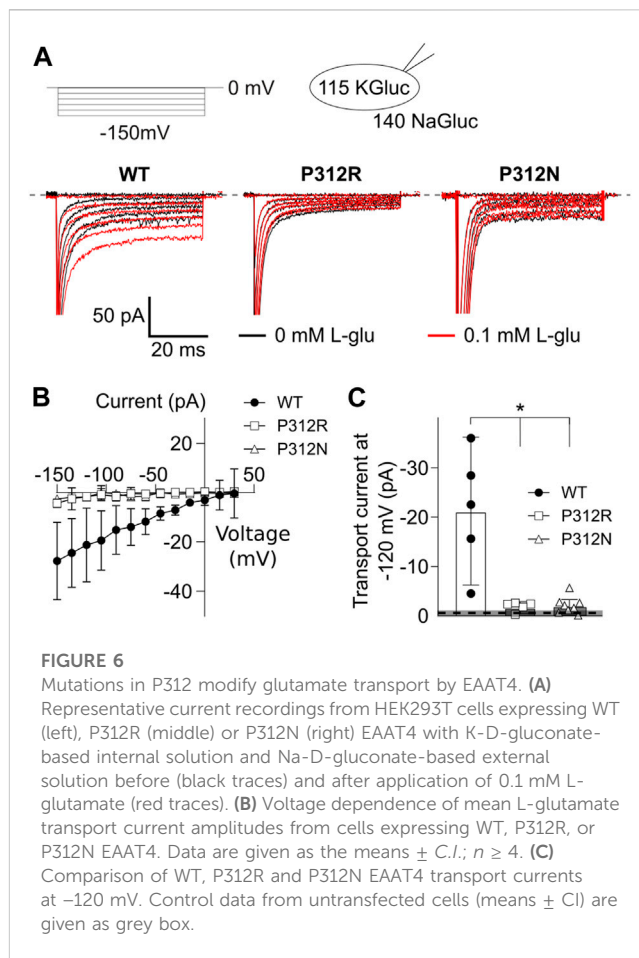 A
0 mV
-150mV
115 KGluc
140 NaGluc
WT
P312R
P312N
50 pA
20 ms
0 mM L-glu
0.1 mM L-glu
B
Current (pA)
20
-150
-100
-50
50
Voltage
(mV)
-20
-40
WT
P312R
P312N
C
Transport current at
-120 mV (pA)
-30
-20
-10
0
*
WT
P312R
P312N
FIGURE 6
Mutations in P312 modify glutamate transport by EAAT4. (A)
Representative current recordings from HEK293T cells expressing WT
(left), P312R (middle) or P312N (right) EAAT4 with K-D-gluconate-
based internal solution and Na-D-gluconate-based external
solution before (black traces) and after application of 0.1 mM L-
glutamate (red traces). (B) Voltage dependence of mean L-glutamate
transport current amplitudes from cells expressing WT, P312R, or
P312N EAAT4. Data are given as the means ± C.I.; n ≥ 4. (C)
Comparison of WT, P312R and P312N EAAT4 transport currents
at –120 mV. Control data from untransfected cells (means ± CI) are
given as grey box.